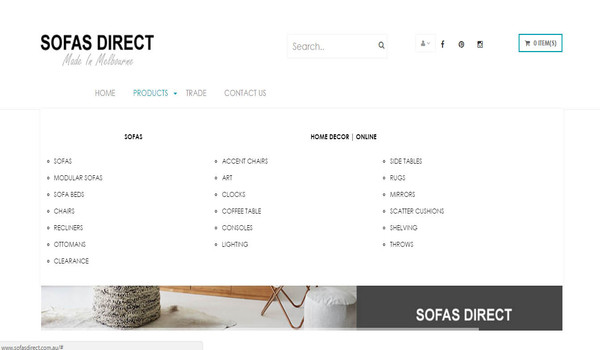 SOFAS DIRECT
Made In Melbourne
Search..
0 ITEM(S)
HOME PRODUCTS TRADE CONTACT US
SOFAS
HOME DECOR | ONLINE
SOFAS
MODULAR SOFAS
SOFA BEDS
CHAIRS
RECLINERS
OTTOMANS
CLEARANCE
ACCENT CHAIRS
ART
CLOCKS
COFFEE TABLE
CONSOLES
LIGHTING
SIDE TABLES
RUGS
MIRRORS
SCATTER CUSHIONS
SHELVING
THROWS
SOFAS DIRECT
www.sofasdirect.com.au/#